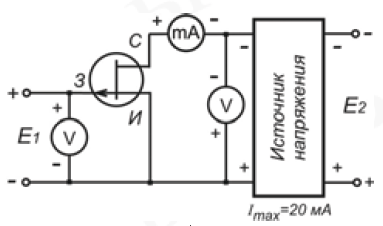 С
+
mA
-
-
-
З
+
+
-
V
И
V
E1
-
+
-
+
+
Источник
напряжения
E2
Imax=20 мА